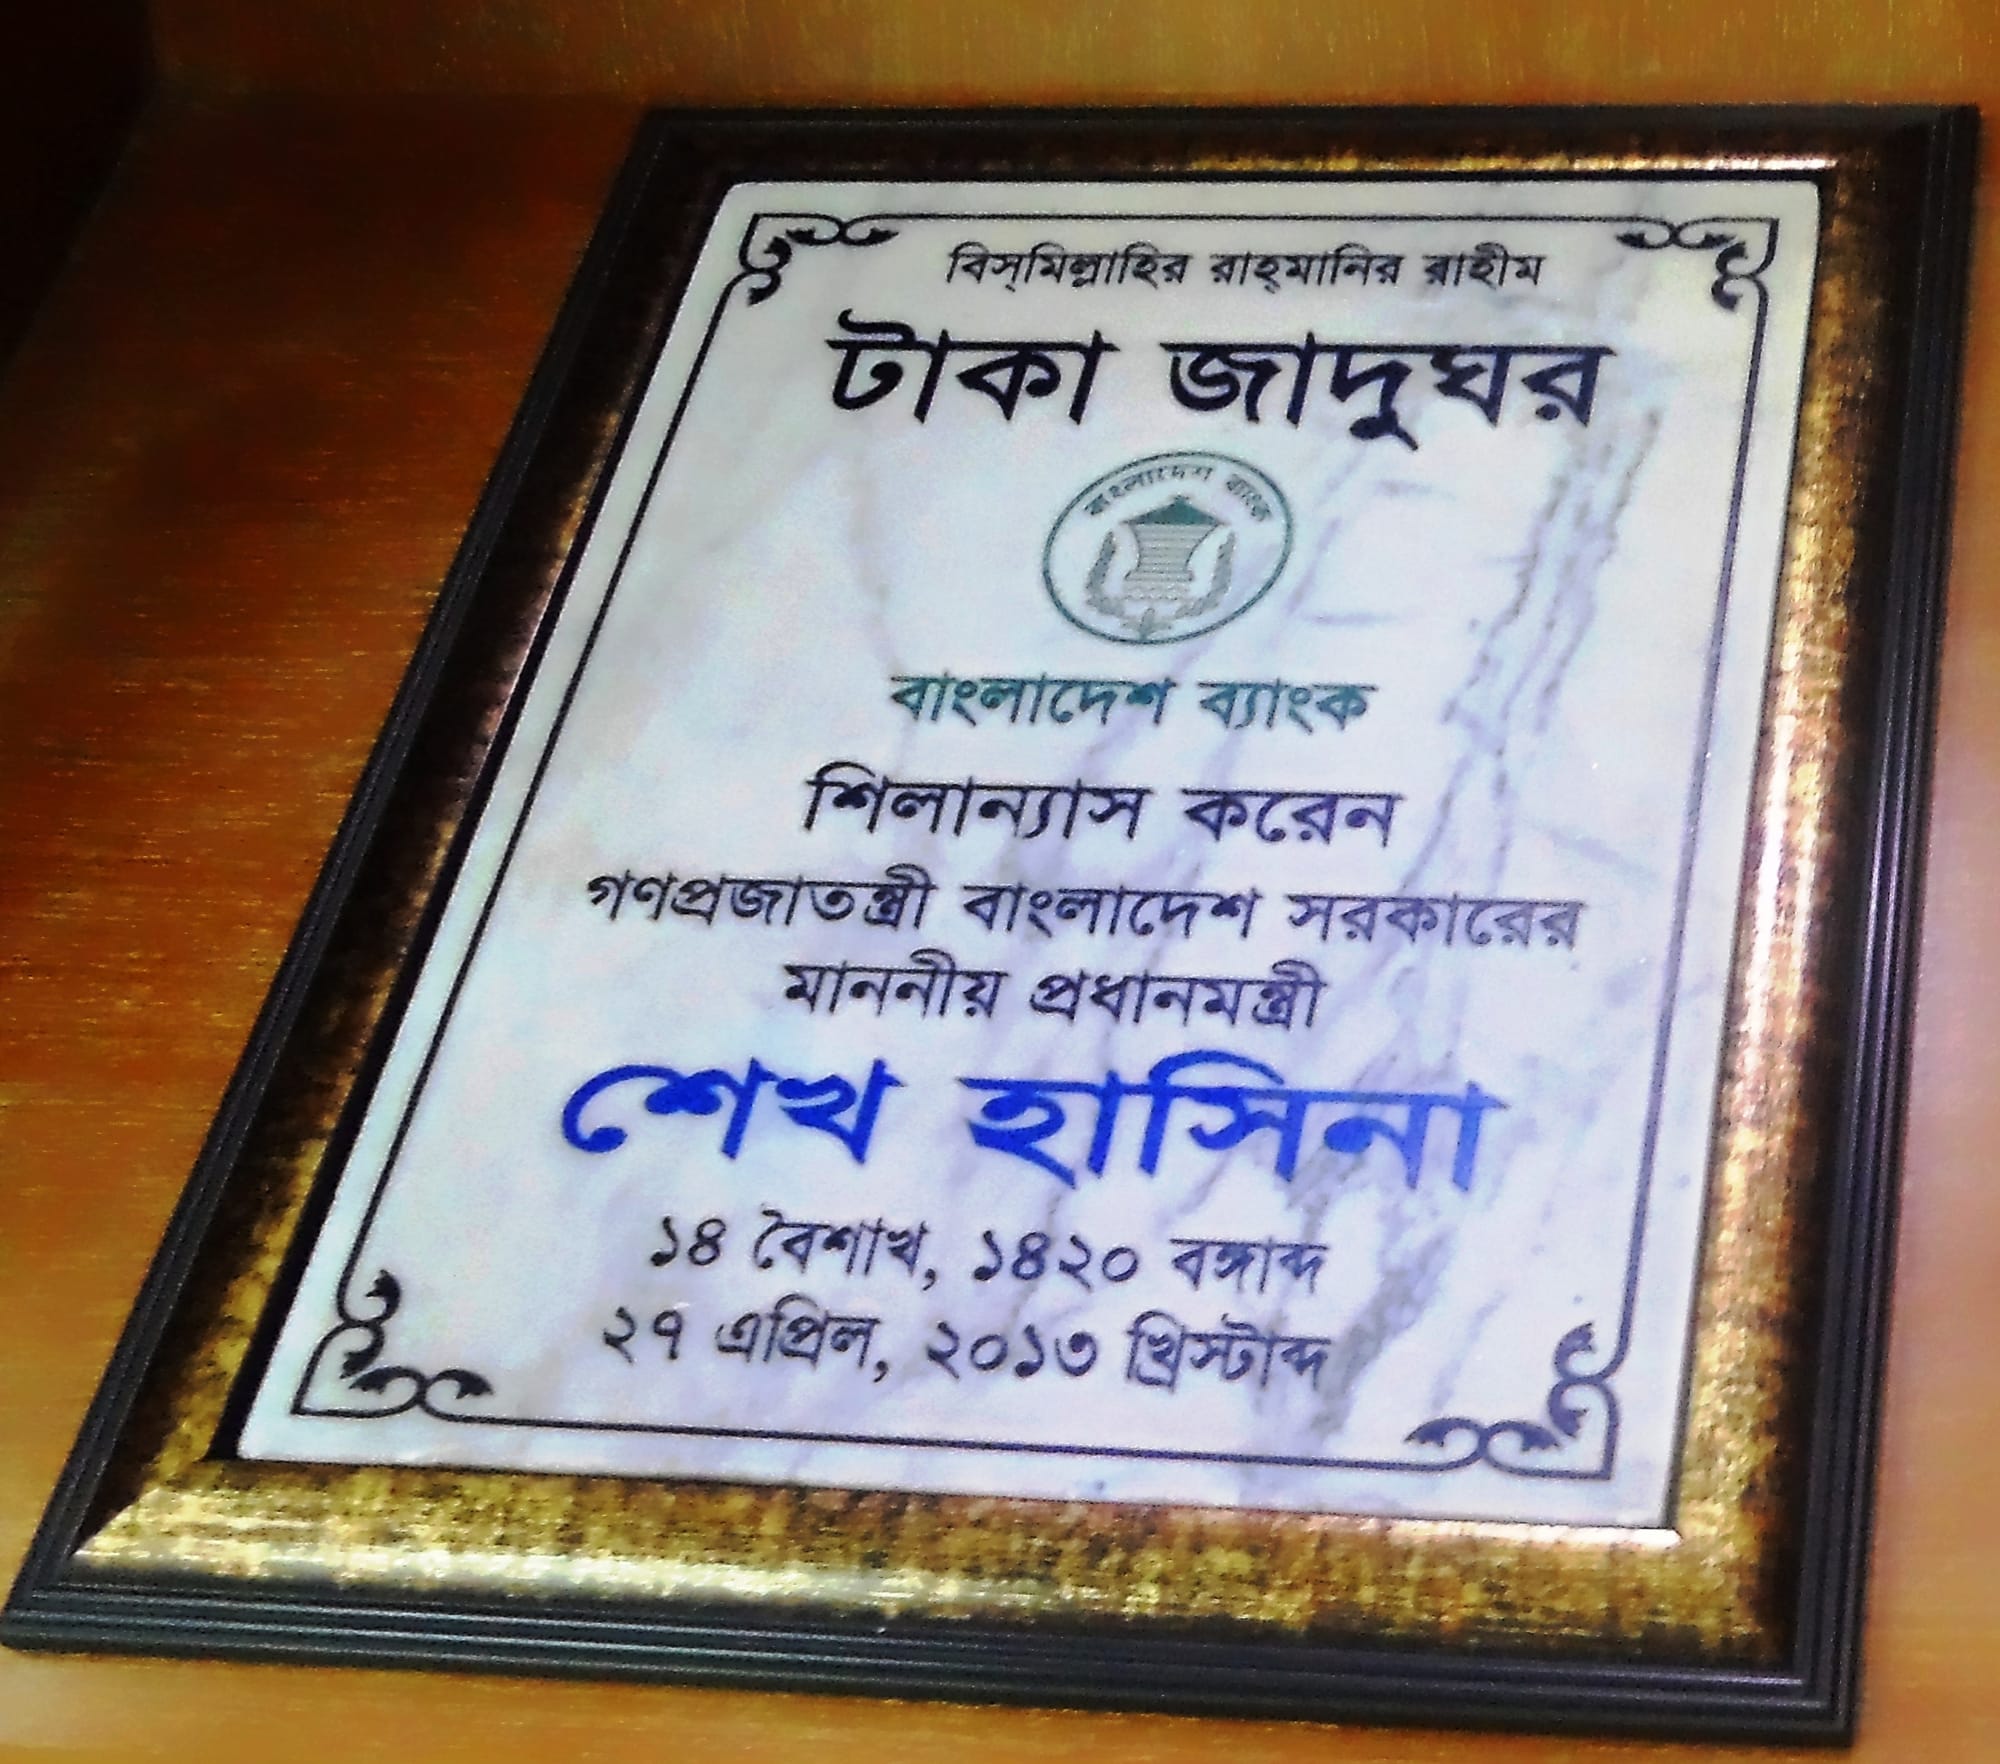 বিস্‌মিল্লাহির রাহ্‌মানির রাহীম
টাকা জাদুঘর
বাংলাদেশ ব্যাংক
বাংলাদেশ ব্যাংক
শিলান্যাস করেন
গণপ্রজাতন্ত্রী বাংলাদেশ সরকারের
মাননীয় প্রধানমন্ত্রী
শেখ হাসিনা
১৪ বৈশাখ, ১৪২০ বঙ্গাব্দ
২৭ এপ্রিল, ২০১৩ খ্রিস্টাব্দ